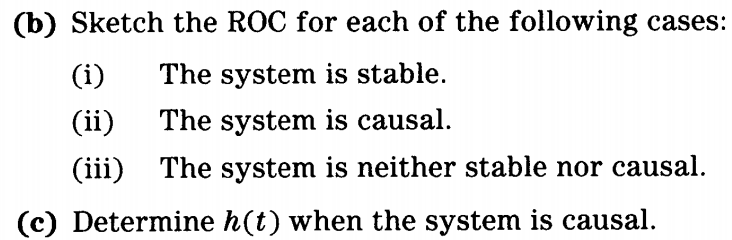 (b) Sketch the ROC for each of the following cases:
(i) The system is stable.
(ii) The system is causal.
(iii) The system is neither stable nor causal.
(c) Determine h(t) when the system is causal.